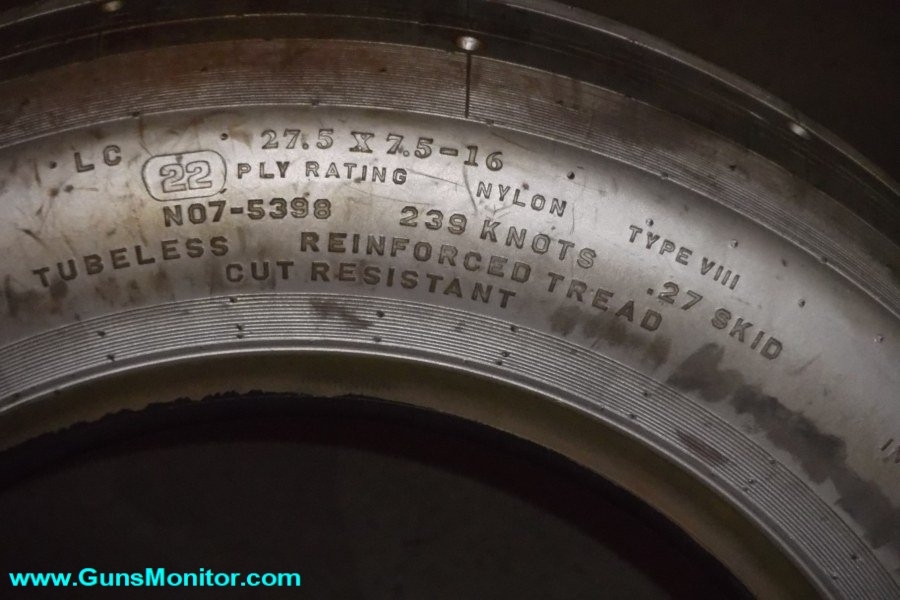 LC 27.5 X 7.5-16
22 PLY RATING NYLON TYPE VIII
N07-5398 239 KNOTS .27 SKID
TUBELESS REINFORCED TREAD
CUT RESISTANT
www.GunsMonitor.com